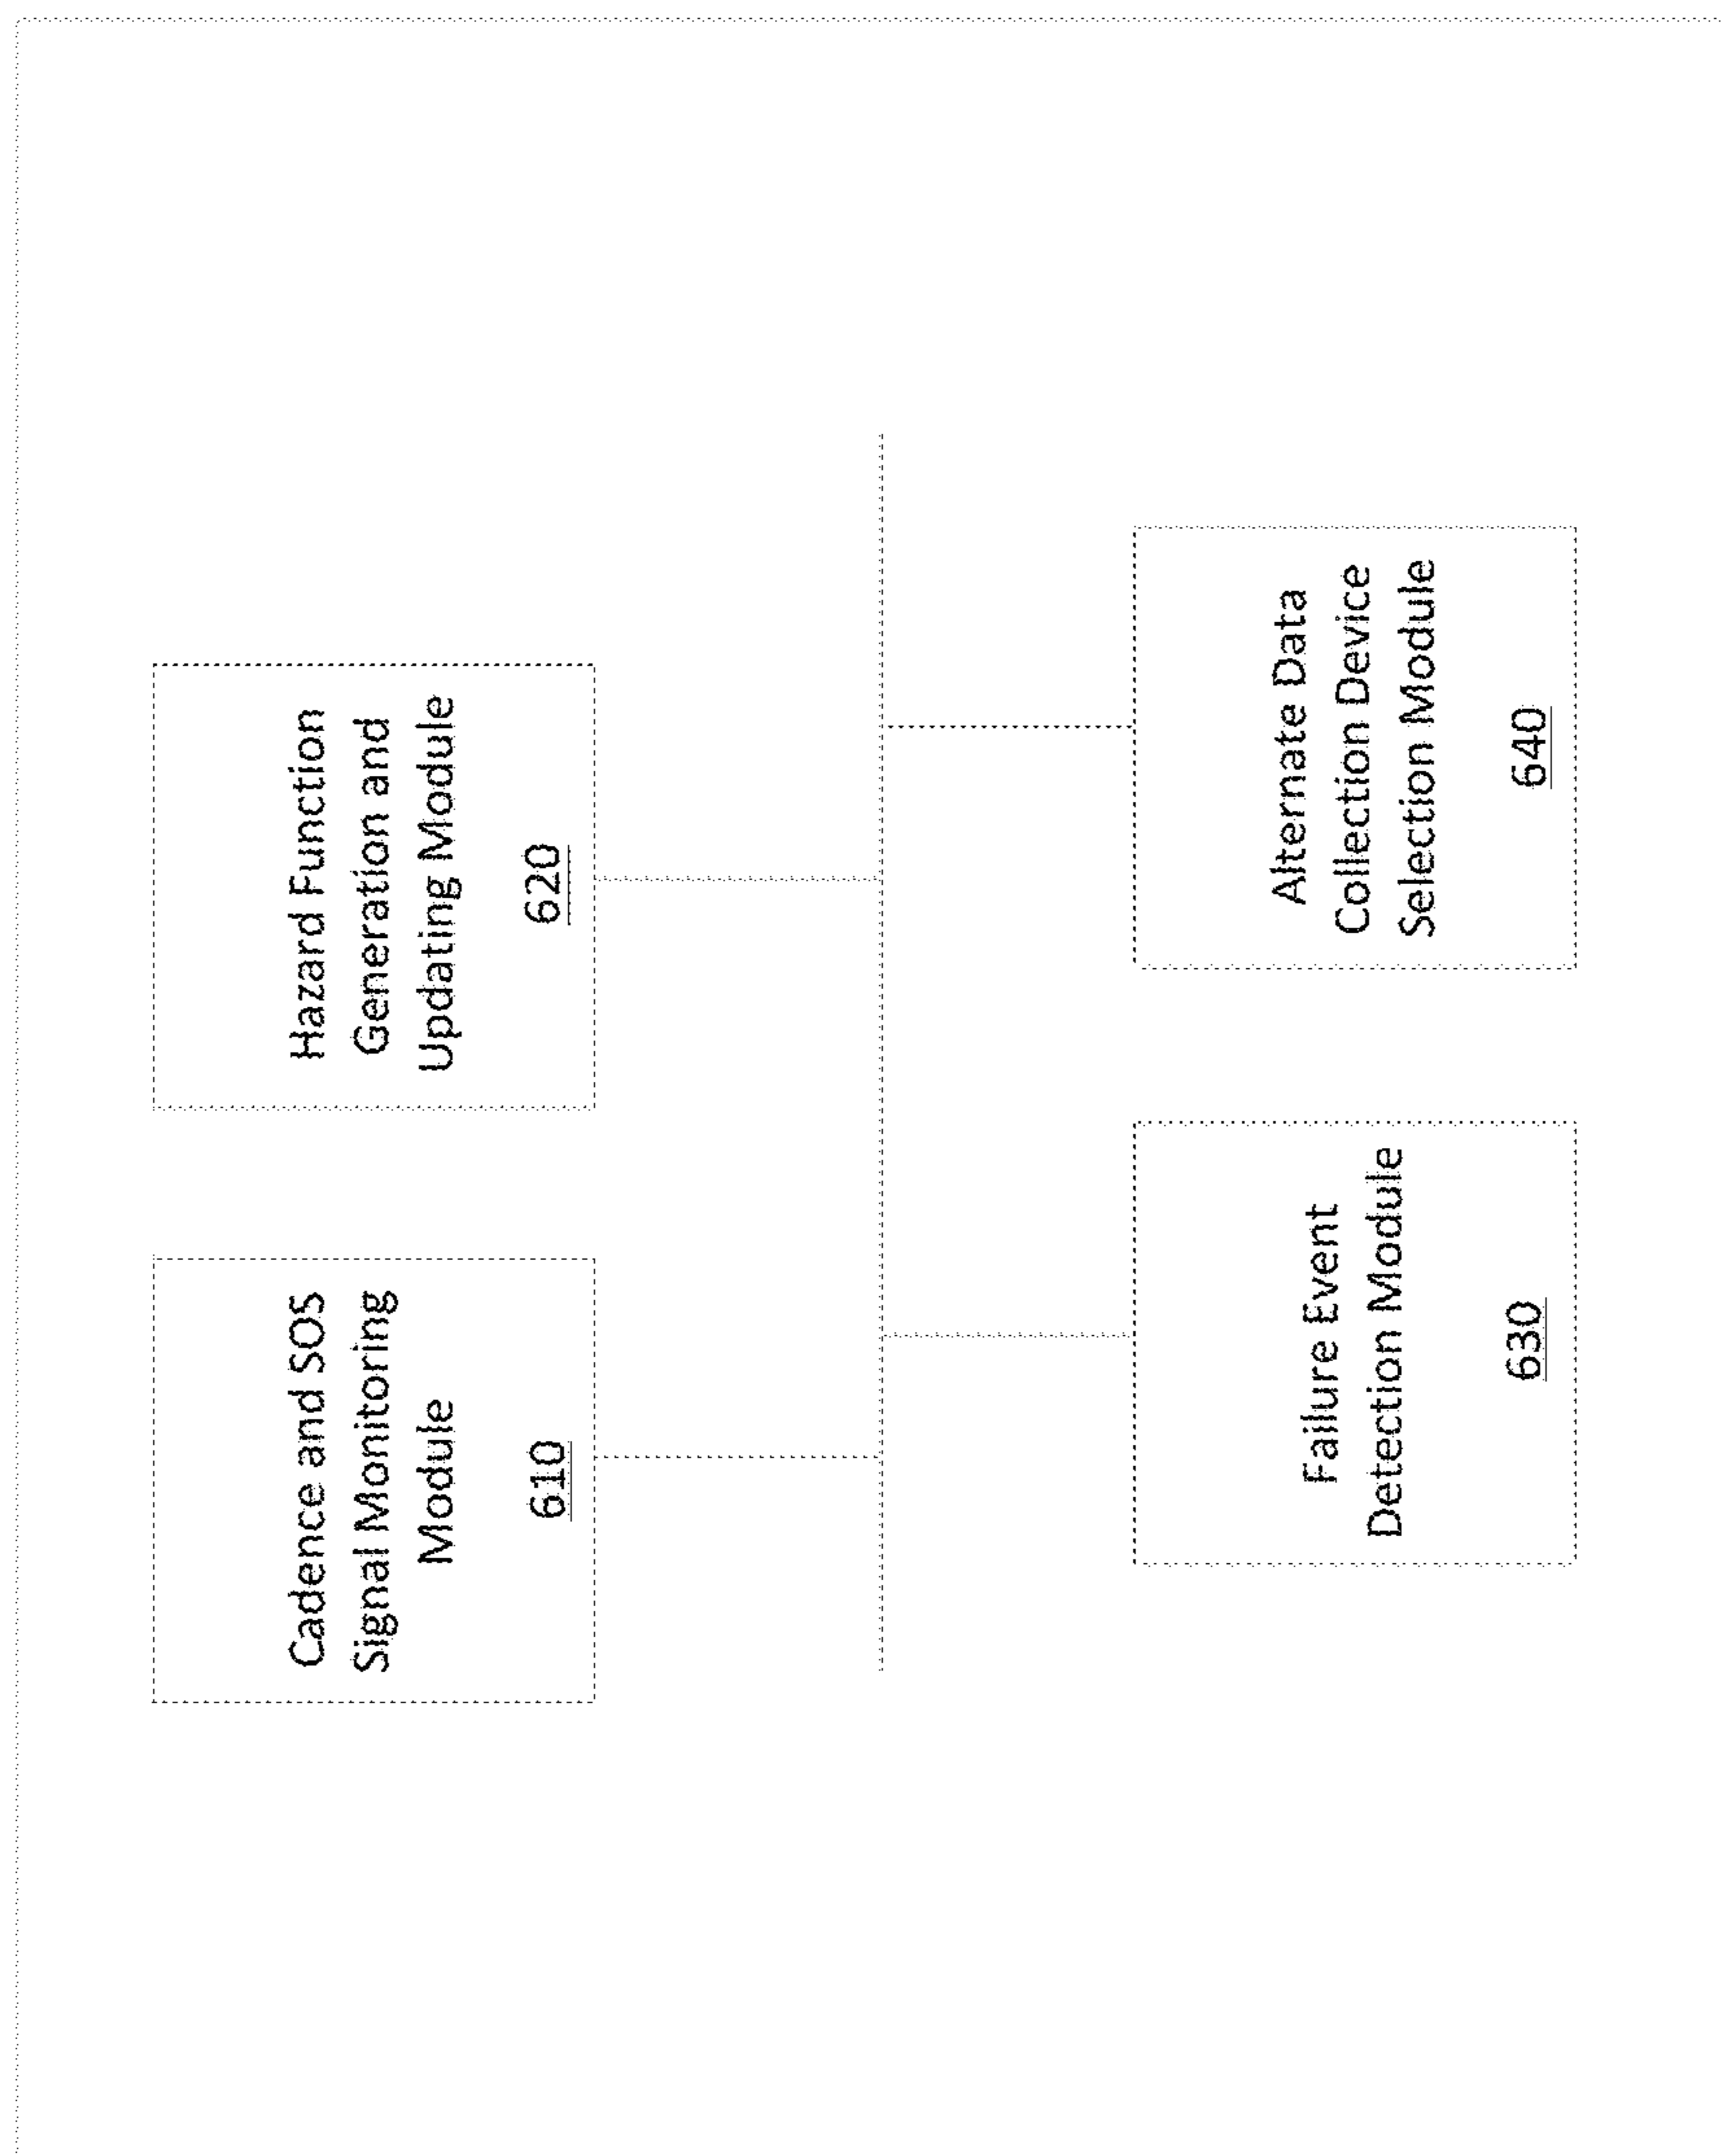 Cadence and SOS
Signal Monitoring
Module
610
Hazard Function
Generation and
Updating Module
620
Failure Event
Detection Module
630
Alternate Data
Collection Device
Selection Module
640